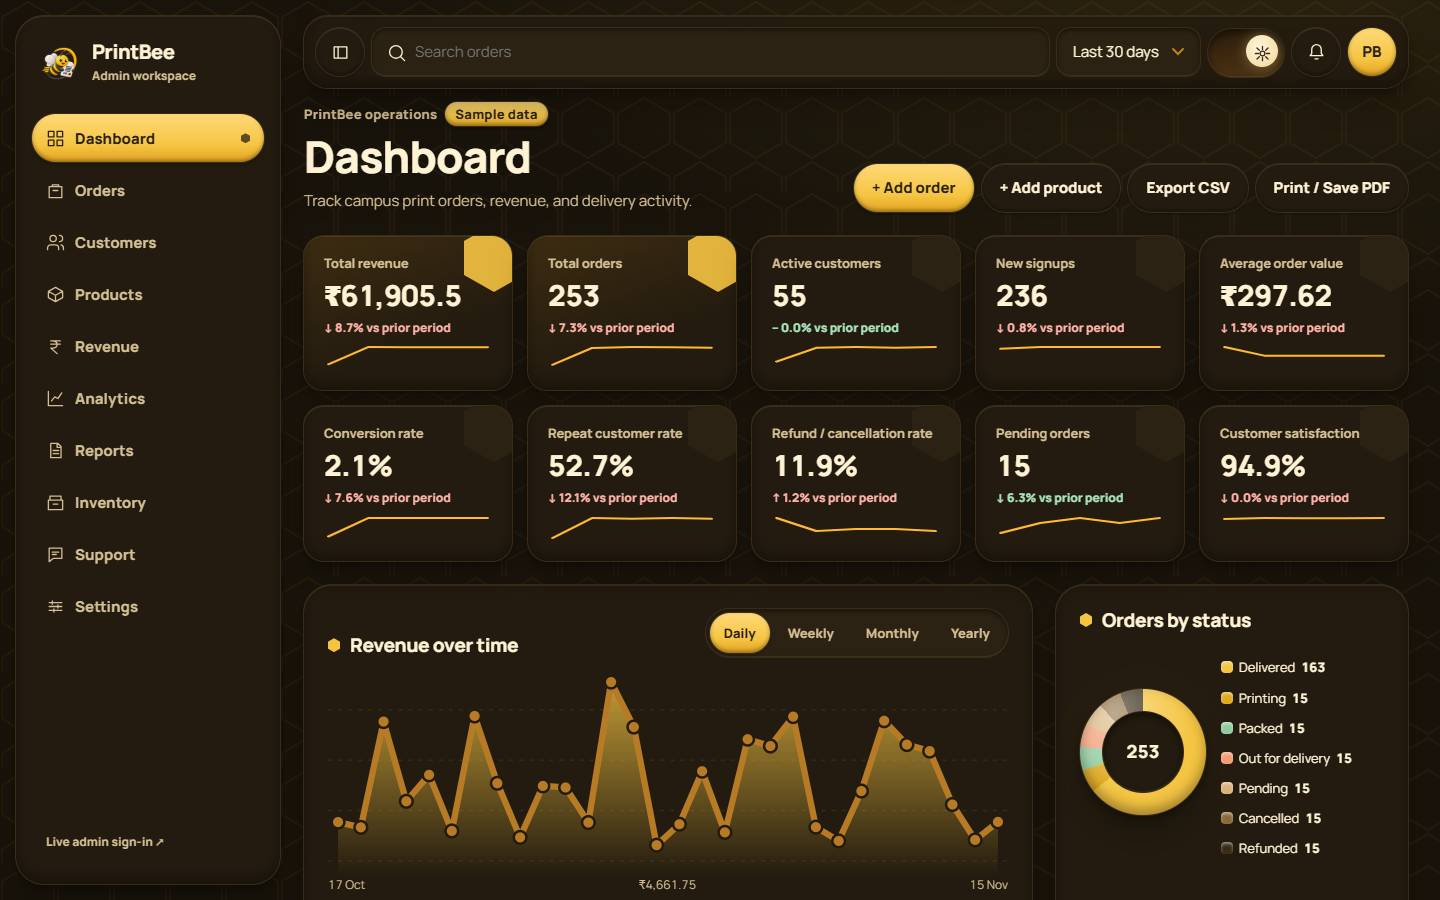 PrintBee
Admin workspace
Dashboard
Orders
Customers
Products
Revenue
Analytics
Reports
Inventory
Support
Settings
Live admin sign-in ↗
Search orders
Last 30 days
PB
PrintBee operations
Sample data
Dashboard
Track campus print orders, revenue, and delivery activity.
+ Add order
+ Add product
Export CSV
Print / Save PDF
Total revenue
₹61,905.5
↓ 8.7% vs prior period
Total orders
253
↓ 7.3% vs prior period
Active customers
55
– 0.0% vs prior period
New signups
236
↓ 0.8% vs prior period
Average order value
₹297.62
↓ 1.3% vs prior period
Conversion rate
2.1%
↓ 7.6% vs prior period
Repeat customer rate
52.7%
↓ 12.1% vs prior period
Refund / cancellation rate
11.9%
↑ 1.2% vs prior period
Pending orders
15
↓ 6.3% vs prior period
Customer satisfaction
94.9%
↓ 0.0% vs prior period
Revenue over time
Daily
Weekly
Monthly
Yearly
17 Oct
₹4,661.75
15 Nov
Orders by status
253
Delivered 163
Printing 15
Packed 15
Out for delivery 15
Pending 15
Cancelled 15
Refunded 15